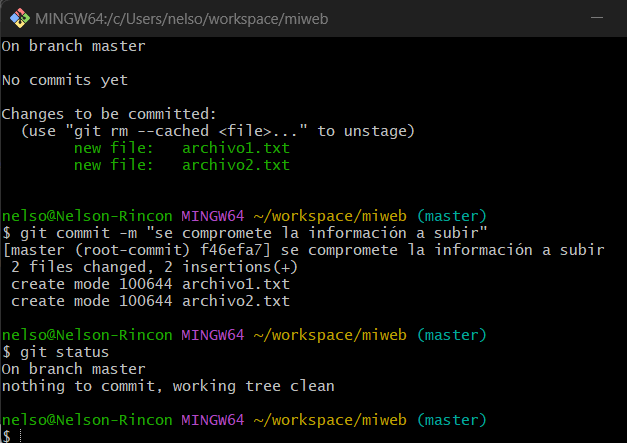 MINGW64:/c/Users/nelso/workspace/miweb
On branch master
No commits yet
Changes to be committed:
  (use "git rm --cached <file>..." to unstage)
        new file:   archivo1.txt
        new file:   archivo2.txt
nelso@Nelson-Rincon MINGW64 ~/workspace/miweb (master)
$ git commit -m "se compromete la información a subir"
[master (root-commit) f46efa7] se compromete la información a subir
 2 files changed, 2 insertions(+)
 create mode 100644 archivo1.txt
 create mode 100644 archivo2.txt
nelso@Nelson-Rincon MINGW64 ~/workspace/miweb (master)
$ git status
On branch master
nothing to commit, working tree clean
nelso@Nelson-Rincon MINGW64 ~/workspace/miweb (master)
$